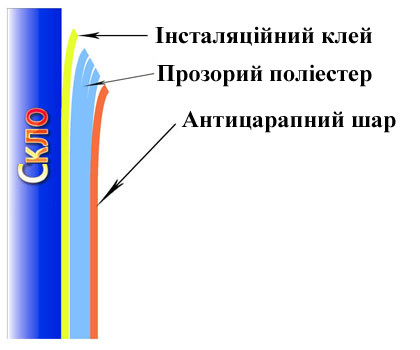 Інсталяційний клей
Прозорий поліестер
Антицарапний шар
Скло